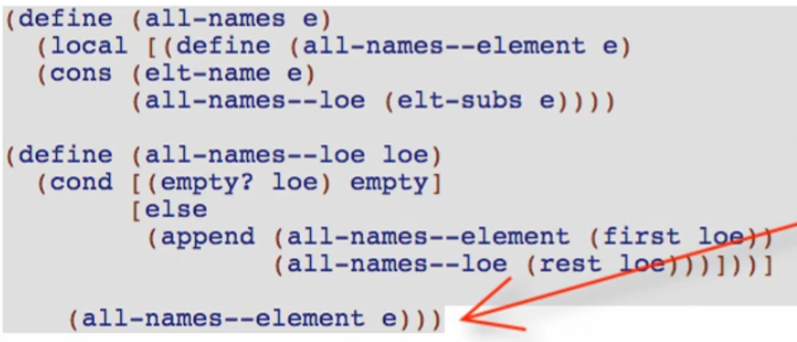 (define (all-names e)
(local [(define (all-names--element e)
(cons (elt-name e)
(all-names--loe (elt-subs e))))
(define (all-names--loe loe)
(cond [(empty? loe) empty]
[else
(append (all-names--element (first loe))
(all-names--loe (rest loe)))]))]
(all-names--element e)))